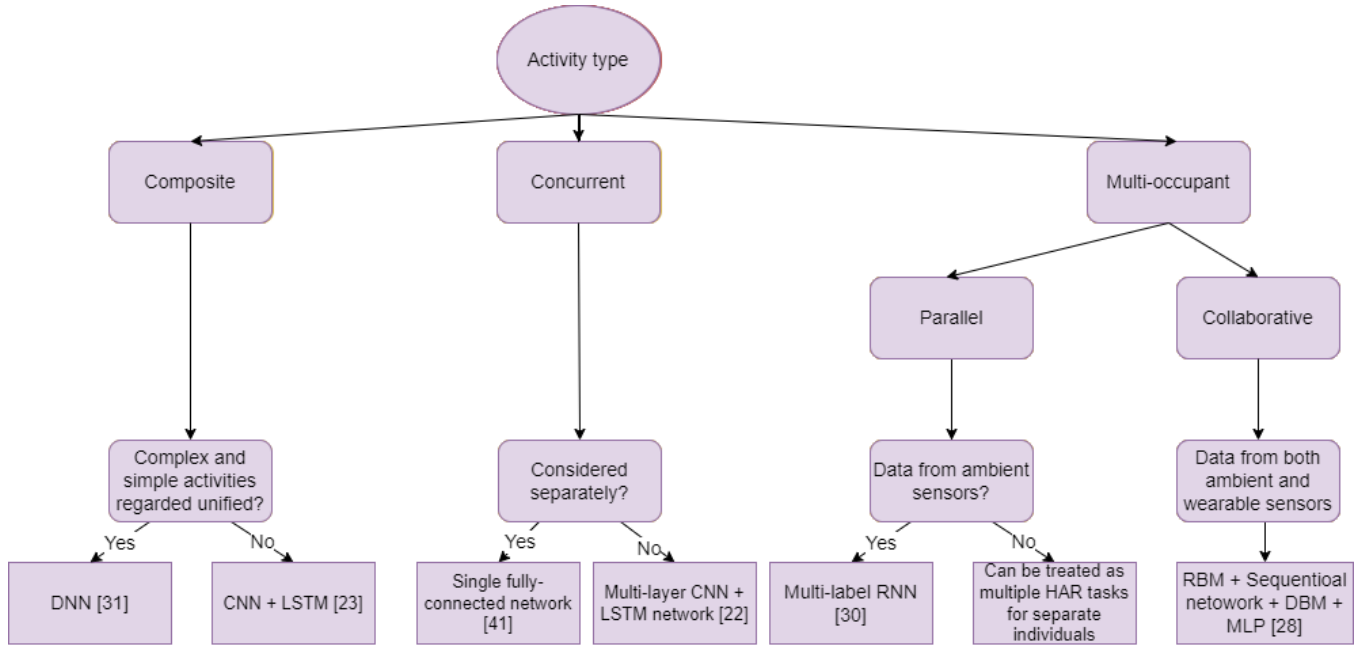 Activity type
Composite
Concurrent
Multi-occupant
Parallel
Collaborative
Complex and
simple activities
regarded unified?
Considered
separately?
Data from ambient
sensors?
Data from both
ambient and
wearable sensors
Yes
No
Yes
No
Yes
No
DNN [31]
CNN + LSTM [23]
Single fully-
connected network
[41]
Multi-layer CNN +
LSTM network [22]
Multi-label RNN
[30]
Can be treated as
multiple HAR tasks
for separate
individuals
RBM + Sequentioal
netowork + DBM +
MLP [28]